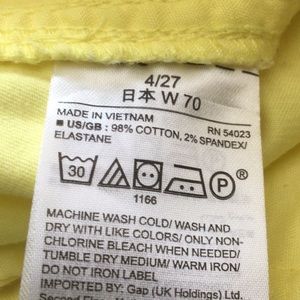 4/27
日本 W 70
MADE IN VIETNAM RN 54023
■ US/GB : 98% COTTON, 2% SPANDEX/
ELASTANE
30 P®
1166
MACHINE WASH COLD/ WASH AND
DRY WITH LIKE COLORS/ ONLY NON-
CHLORINE BLEACH WHEN NEEDED/
TUMBLE DRY MEDIUM/ WARM IRON/
DO NOT IRON LABEL
IMPORTED BY: Gap (UK Holdings)